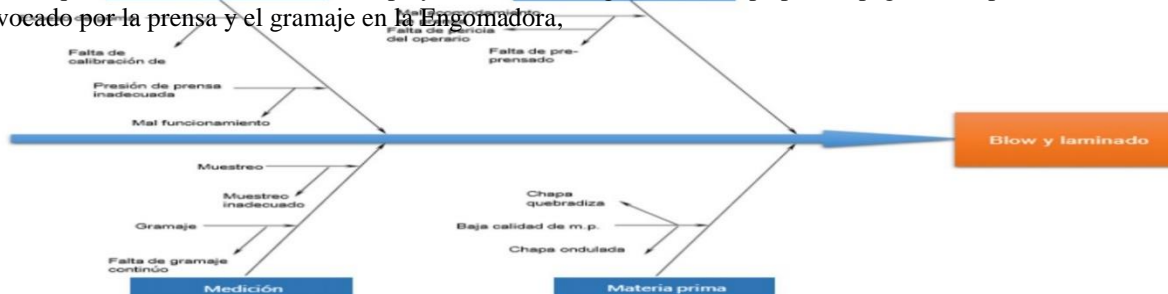 vocado por la prensa y el gramaje en la Engomadora,
Mal acomodamiento
Falta de pericia
del operario
Falta de
calibración de
Falta de pre-
prensado
Presión de prensa
inadecuada
Mal funcionamiento
Blow y laminado
Muestreo
Muestreo
inadecuado
Gramaje
Falta de gramaje
continúo
Chapa
quebradiza
Baja calidad de m.p.
Chapa ondulada
Medición
Materia prima